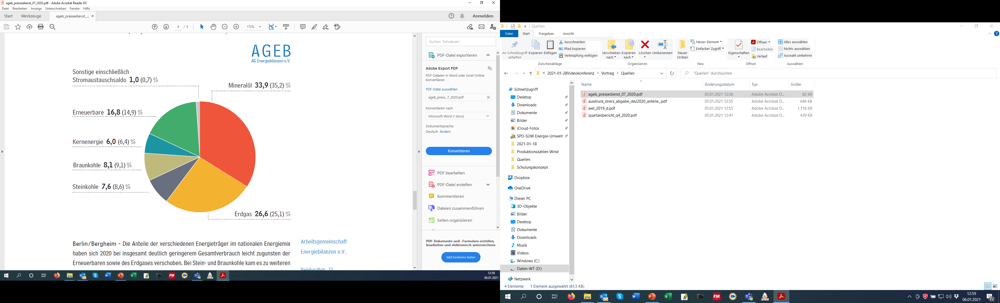 ageb_pressedienst_07_2020.pdf - Adobe Acrobat Reader DC
Datei Bearbeiten Anzeige Unterschreiben Fenster Hilfe
Start Werkzeuge ageb_pressedienst_... × Anmelden
4 / 5 172%
AGEB
AG Energiebilanzen e.V.
Sonstige einschließlich
Stromaustauschsaldo 1,0 (0,7) %
Mineralöl 33,9 (35,2) %
Erneuerbare 16,8 (14,9) %
Kernenergie 6,0 (6,4) %
Braunkohle 8,1 (9,1) %
Steinkohle 7,6 (8,6) %
Erdgas 26,6 (25,1) %
Berlin/Bergheim - Die Anteile der verschiedenen Energieträger im nationalen Energiemix
haben sich 2020 bei insgesamt deutlich geringerem Gesamtverbrauch leicht zugunsten der
Erneuerbaren sowie des Erdgases verschoben. Bei Stein- und Braunkohle kam es zu weiteren
Arbeitsgemeinschaft
Energiebilanzen e.V.
Reinhardtstr. 32
Suchen 'Schwärzen'
PDF-Datei exportieren
Adobe Export PDF
PDF-Dateien in Word oder Excel Online
konvertieren
PDF-Datei auswählen
ageb_press...7_2020.pdf
Konvertieren nach
Microsoft Word (*.docx)
Dokumentsprache:
Deutsch Ändern
Konvertieren
PDF bearbeiten
PDF-Datei erstellen
Kommentieren
Dateien zusammenführen
Seiten organisieren
PDF-Dokumente und -Formulare erstellen,
bearbeiten und elektronisch unterzeichnen
Jetzt kostenlos testen
12:59
06.01.2021
Quellen
Datei Start Freigeben Ansicht
An Schnellzugriff
anheften
Kopieren
Einfügen
Ausschneiden
Pfad kopieren
Verknüpfung einfügen
Zwischenablage
Verschieben
nach
Kopieren
nach
Löschen
Umbenennen
Organisieren
Neuer
Ordner
Neues Element
Einfacher Zugriff
Neu
Eigenschaften
Öffnen
Bearbeiten
Verlauf
Öffnen
Alles auswählen
Nichts auswählen
Auswahl umkehren
Auswählen
« 2021-01-28Videokonferenz > Vortrag > Quellen
"Quellen" durchsuchen
Schnellzugriff
Desktop
Downloads
Dokumente
Bilder
iCloud-Fotos
SPD-SÜW Energie-Umwelt
2021-01-18
Produktionszahlen Wind
Quellen
Schulungskonzept
Dropbox
OneDrive
Dieser PC
3D-Objekte
Bilder
Desktop
Dokumente
Downloads
Musik
Videos
Windows (C:)
Daten-WT (D:)
Netzwerk
Name Änderungsdatum Typ Größe
ageb_pressedienst_07_2020.pdf 05.01.2021 12:56 Adobe Acrobat D... 82 KB
ausdruck_strerz_abgabe_dez2020_anteile_.pdf 05.01.2021 12:55 Adobe Acrobat D... 646 KB
awt_2019_d.pdf 05.01.2021 12:55 Adobe Acrobat D... 1.116 KB
quartalsbericht_q4_2020.pdf 05.01.2021 12:47 Adobe Acrobat D... 439 KB
4 Elemente 1 Element ausgewählt (81,5 KB)
12:59
06.01.2021
22